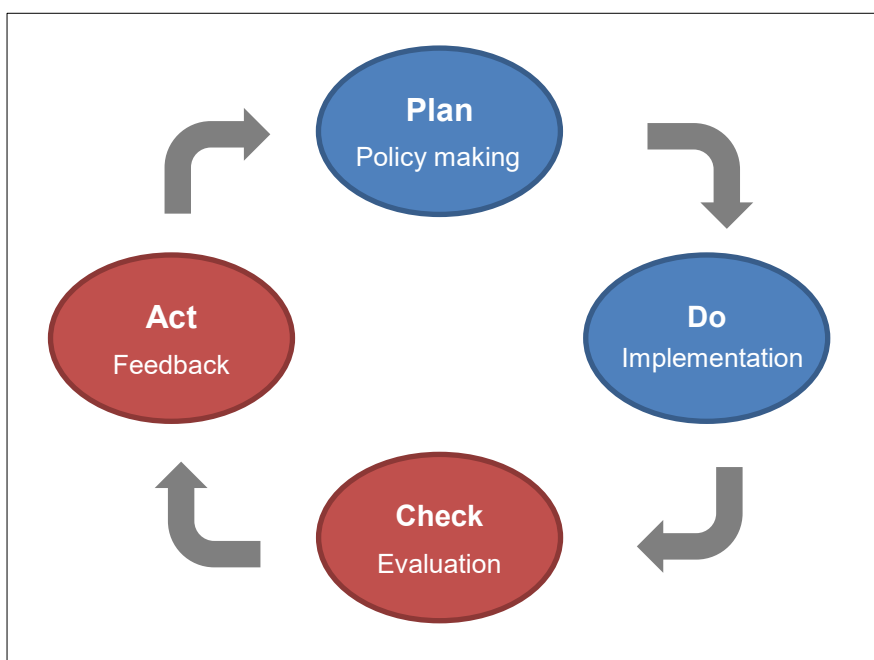 Plan
Policy making
Do
Implementation
Check
Evaluation
Act
Feedback